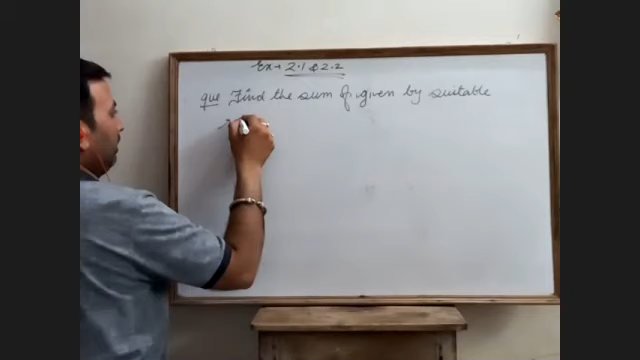 Ex → 2.1 & 2.2
que Find the sum of given by suitable